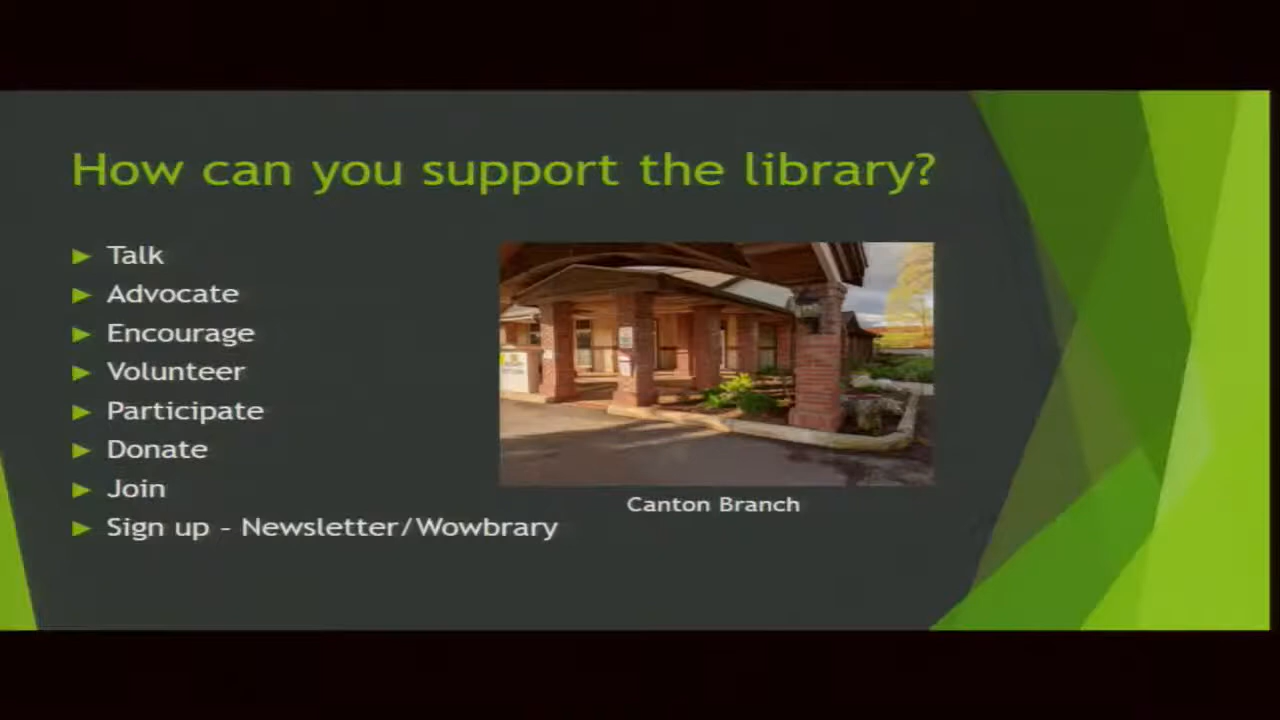 How can you support the library?
Talk
Advocate
Encourage
Volunteer
Participate
Donate
Join
Sign up - Newsletter/Wowbrary
Canton Branch